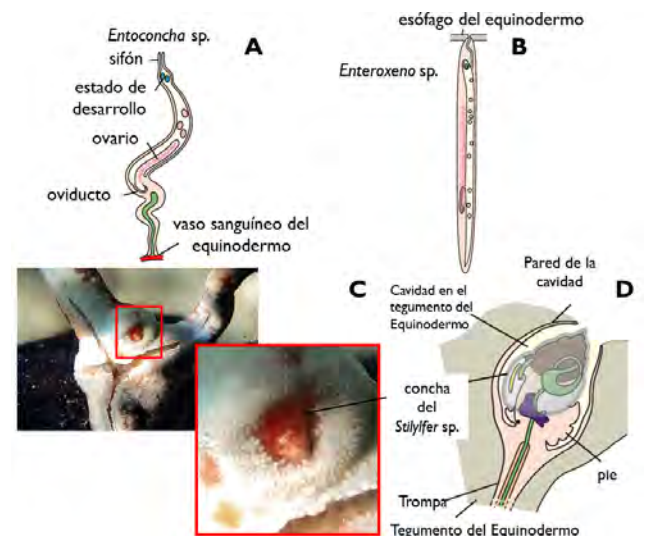 Entoconcha sp.
A
sifón
estado de
desarrollo
ovario
oviducto
vaso sanguíneo del
equinodermo
esófago del equinodermo
B
Enteroxeno sp.
C
Pared de la
cavidad
D
Cavidad en el
tegumento del
Equinodermo
concha
del
Stilylfer sp.
pie
Trompa
Tegumento del Equinodermo